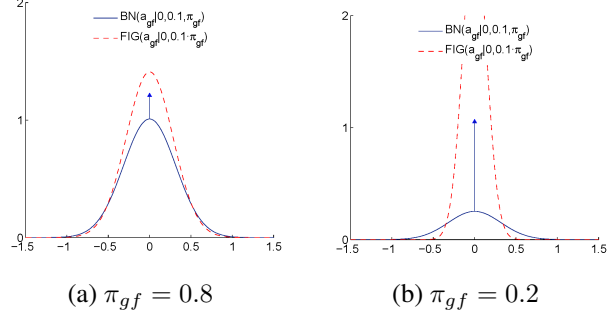 BN(a_gf|0,0.1,π_gf)
FIG(a_gf|0,0.1·π_gf)
2
1
0
−1.5 −1 −0.5 0 0.5 1 1.5
(a) π_gf = 0.8
BN(a_gf|0,0.1,π_gf)
FIG(a_gf|0,0.1·π_gf)
2
1
0
−1.5 −1 −0.5 0 0.5 1 1.5
(b) π_gf = 0.2